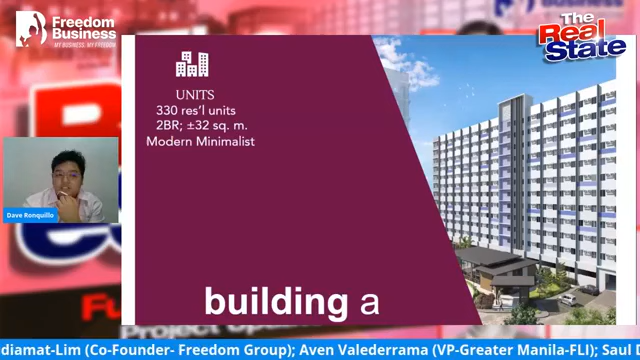 Freedom
Business
MY BUSINESS. MY FREEDOM
The
Real
State
UNITS
330 res'l units
2BR; ±32 sq. m.
Modern Minimalist
Dave Ronquillo
building a
Project
diamat-Lim (Co-Founder- Freedom Group); Aven Valederrama (VP-Greater Manila-FLI); Saul